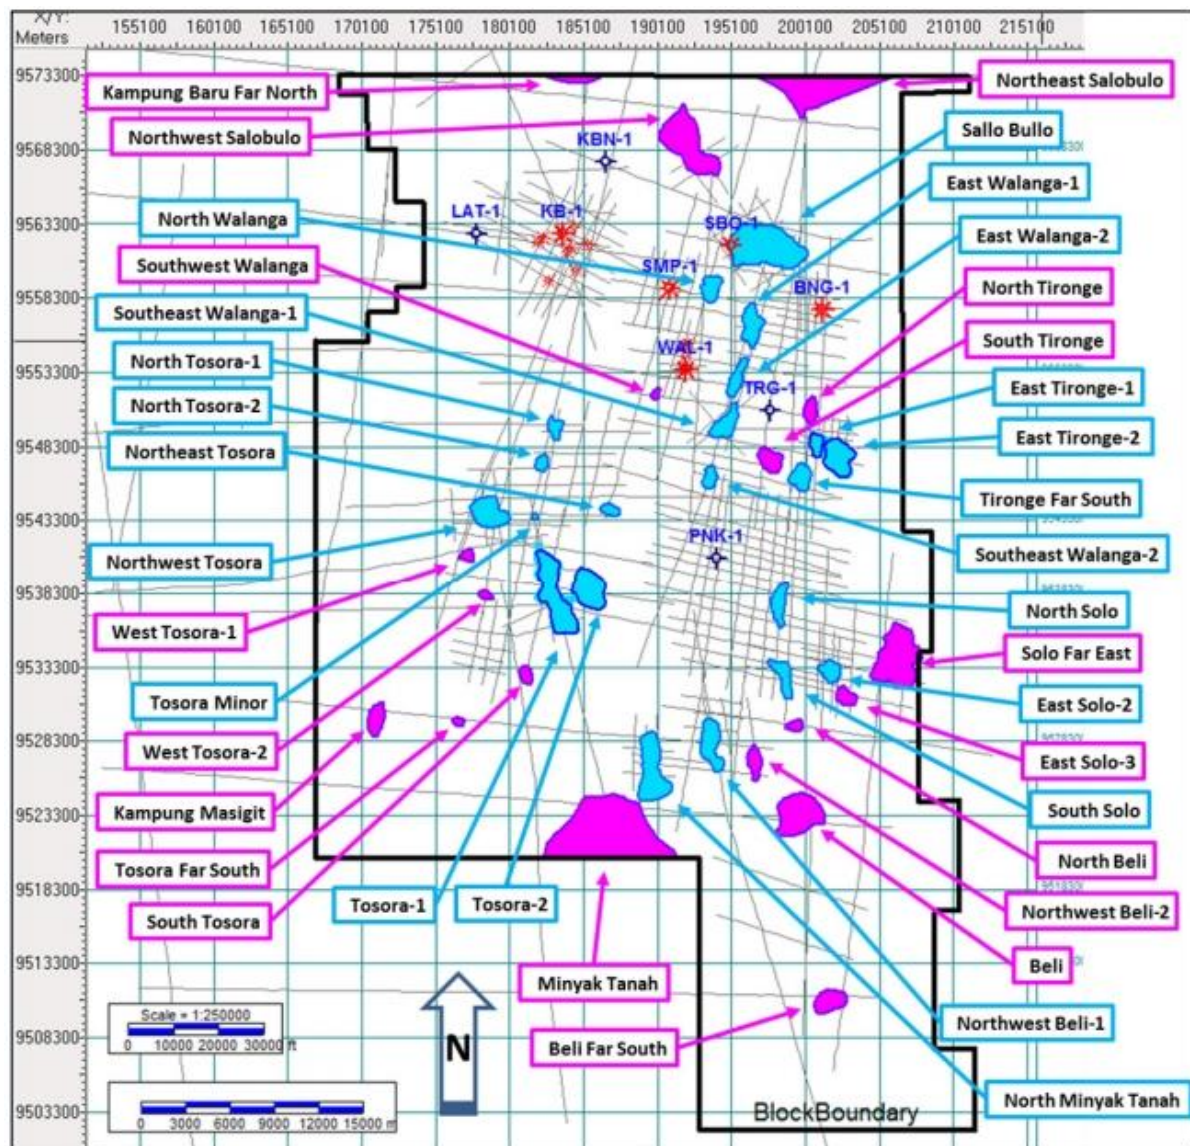 X/Y:
Meters
155100 160100 165100 170100 175100 180100 185100 190100 195100 200100 205100 210100 215100
9573300
9568300
9563300
9558300
9553300
9548300
9543300
9538300
9533300
9528300
9523300
9518300
9513300
9508300
9503300
Kampung Baru Far North
Northwest Salobulo
North Walanga
Southwest Walanga
Southeast Walanga-1
North Tosora-1
North Tosora-2
Northeast Tosora
Northwest Tosora
West Tosora-1
Tosora Minor
West Tosora-2
Kampung Masigit
Tosora Far South
South Tosora
Tosora-1
Tosora-2
Minyak Tanah
Beli Far South
KBN-1
LAT-1
KB-1
SBO-1
SMP-1
BNG-1
WAL-1
TRG-1
PNK-1
Northeast Salobulo
Sallo Bullo
East Walanga-1
East Walanga-2
North Tironge
South Tironge
East Tironge-1
East Tironge-2
Tironge Far South
Southeast Walanga-2
North Solo
Solo Far East
East Solo-2
East Solo-3
South Solo
North Beli
Northwest Beli-2
Beli
Northwest Beli-1
North Minyak Tanah
Scale = 1:250000
0 10000 20000 30000 ft
0 3000 6000 9000 12000 15000 m
N
BlockBoundary